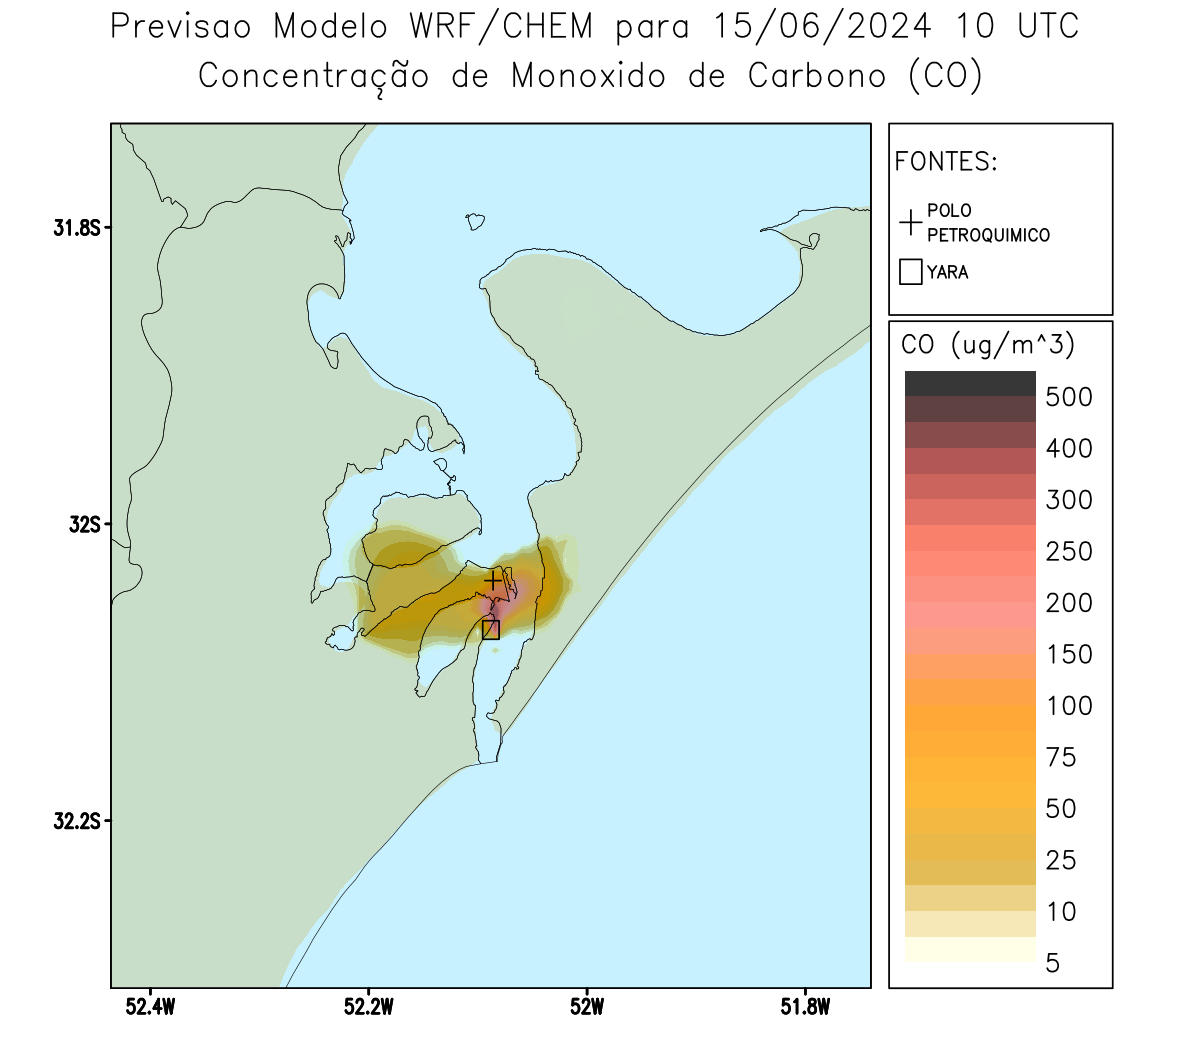 Previsao Modelo WRF/CHEM para 15/06/2024 10 UTC
Concentração de Monoxido de Carbono (CO)
FONTES:
POLO
PETROQUIMICO
YARA
CO (ug/m^3)
500
400
300
250
200
150
100
75
50
25
10
5
31.8S
32S
32.2S
52.4W
52.2W
52W
51.8W